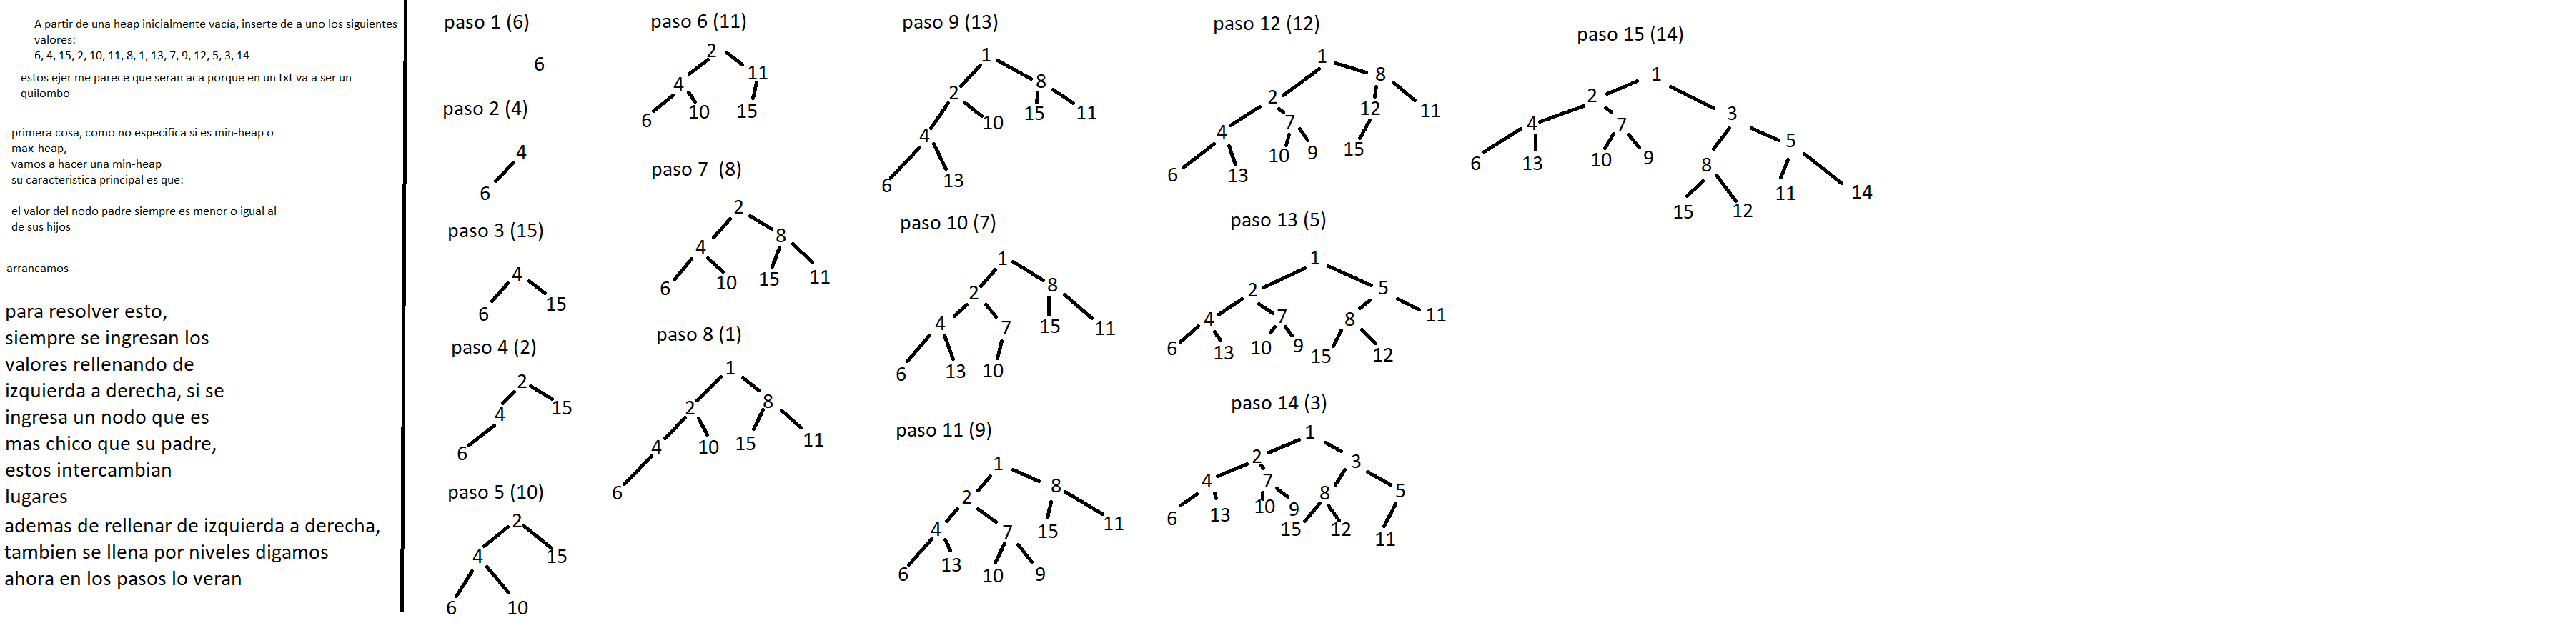 A partir de una heap inicialmente vacía, inserte de a uno los siguientes
valores:
6, 4, 15, 2, 10, 11, 8, 1, 13, 7, 9, 12, 5, 3, 14
estos ejer me parece que seran aca porque en un txt va a ser un
quilombo
primera cosa, como no especifica si es min-heap o
max-heap,
vamos a hacer una min-heap
su caracteristica principal es que:
el valor del nodo padre siempre es menor o igual al
de sus hijos
arrancamos
para resolver esto,
siempre se ingresan los
valores rellenando de
izquierda a derecha, si se
ingresa un nodo que es
mas chico que su padre,
estos intercambian
lugares
ademas de rellenar de izquierda a derecha,
tambien se llena por niveles digamos
ahora en los pasos lo veran
paso 1 (6)
6
paso 2 (4)
4
6
paso 3 (15)
4
6 15
paso 4 (2)
2
4 15
6
paso 5 (10)
2
4 15
6 10
paso 6 (11)
2
4 11
6 10 15
paso 7 (8)
2
4 8
6 10 15 11
paso 8 (1)
1
2 8
4 10 15 11
6
paso 9 (13)
1
2 8
4 10 15 11
6 13
paso 10 (7)
1
2 8
4 7 15 11
6 13 10
paso 11 (9)
1
2 8
4 7 15 11
6 13 10 9
paso 12 (12)
1
2 8
4 7 12 11
6 13 10 9 15
paso 13 (5)
1
2 5
4 7 8 11
6 13 10 9 15 12
paso 14 (3)
1
2 3
4 7 8 5
6 13 10 9 15 12 11
paso 15 (14)
1
2 3
4 7 8 5
6 13 10 9 15 12 11 14